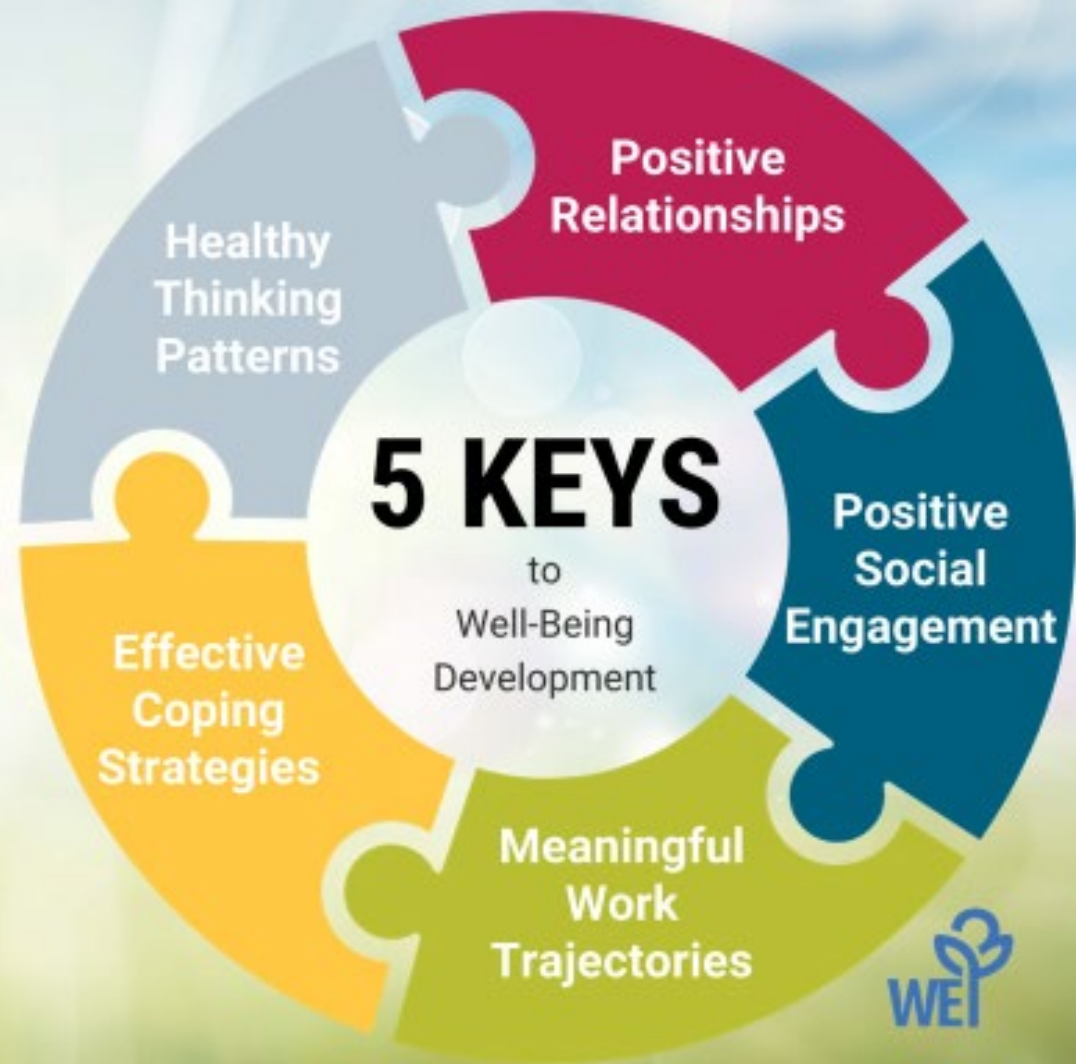 5 KEYS
to
Well-Being
Development
Positive
Relationships
Positive
Social
Engagement
Meaningful
Work
Trajectories
Effective
Coping
Strategies
Healthy
Thinking
Patterns
WEI